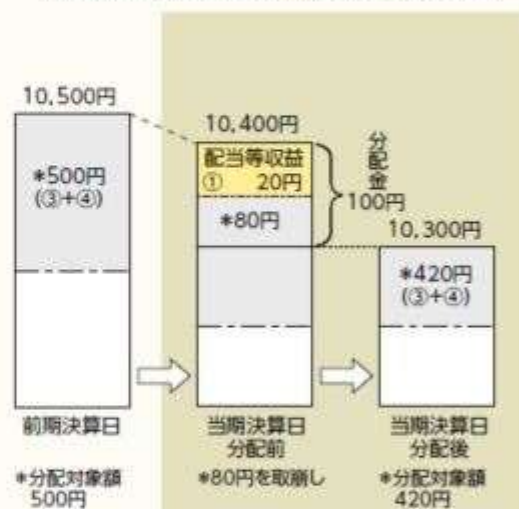 10,500円
*500円
(③+④)
前期決算日
*分配対象額
500円
10,400円
配当等収益
① 20円
*80円
分配金
100円
当期決算日
分配前
*80円を取崩し
10,300円
*420円
(③+④)
当期決算日
分配後
*分配対象額
420円